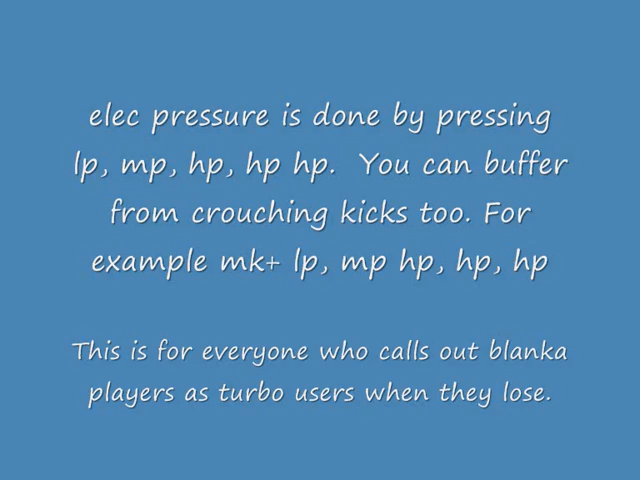 elec pressure is done by pressing
lp, mp, hp, hp hp. You can buffer
from crouching kicks too. For
example mk+ lp, mp hp, hp, hp
This is for everyone who calls out blanka
players as turbo users when they lose.